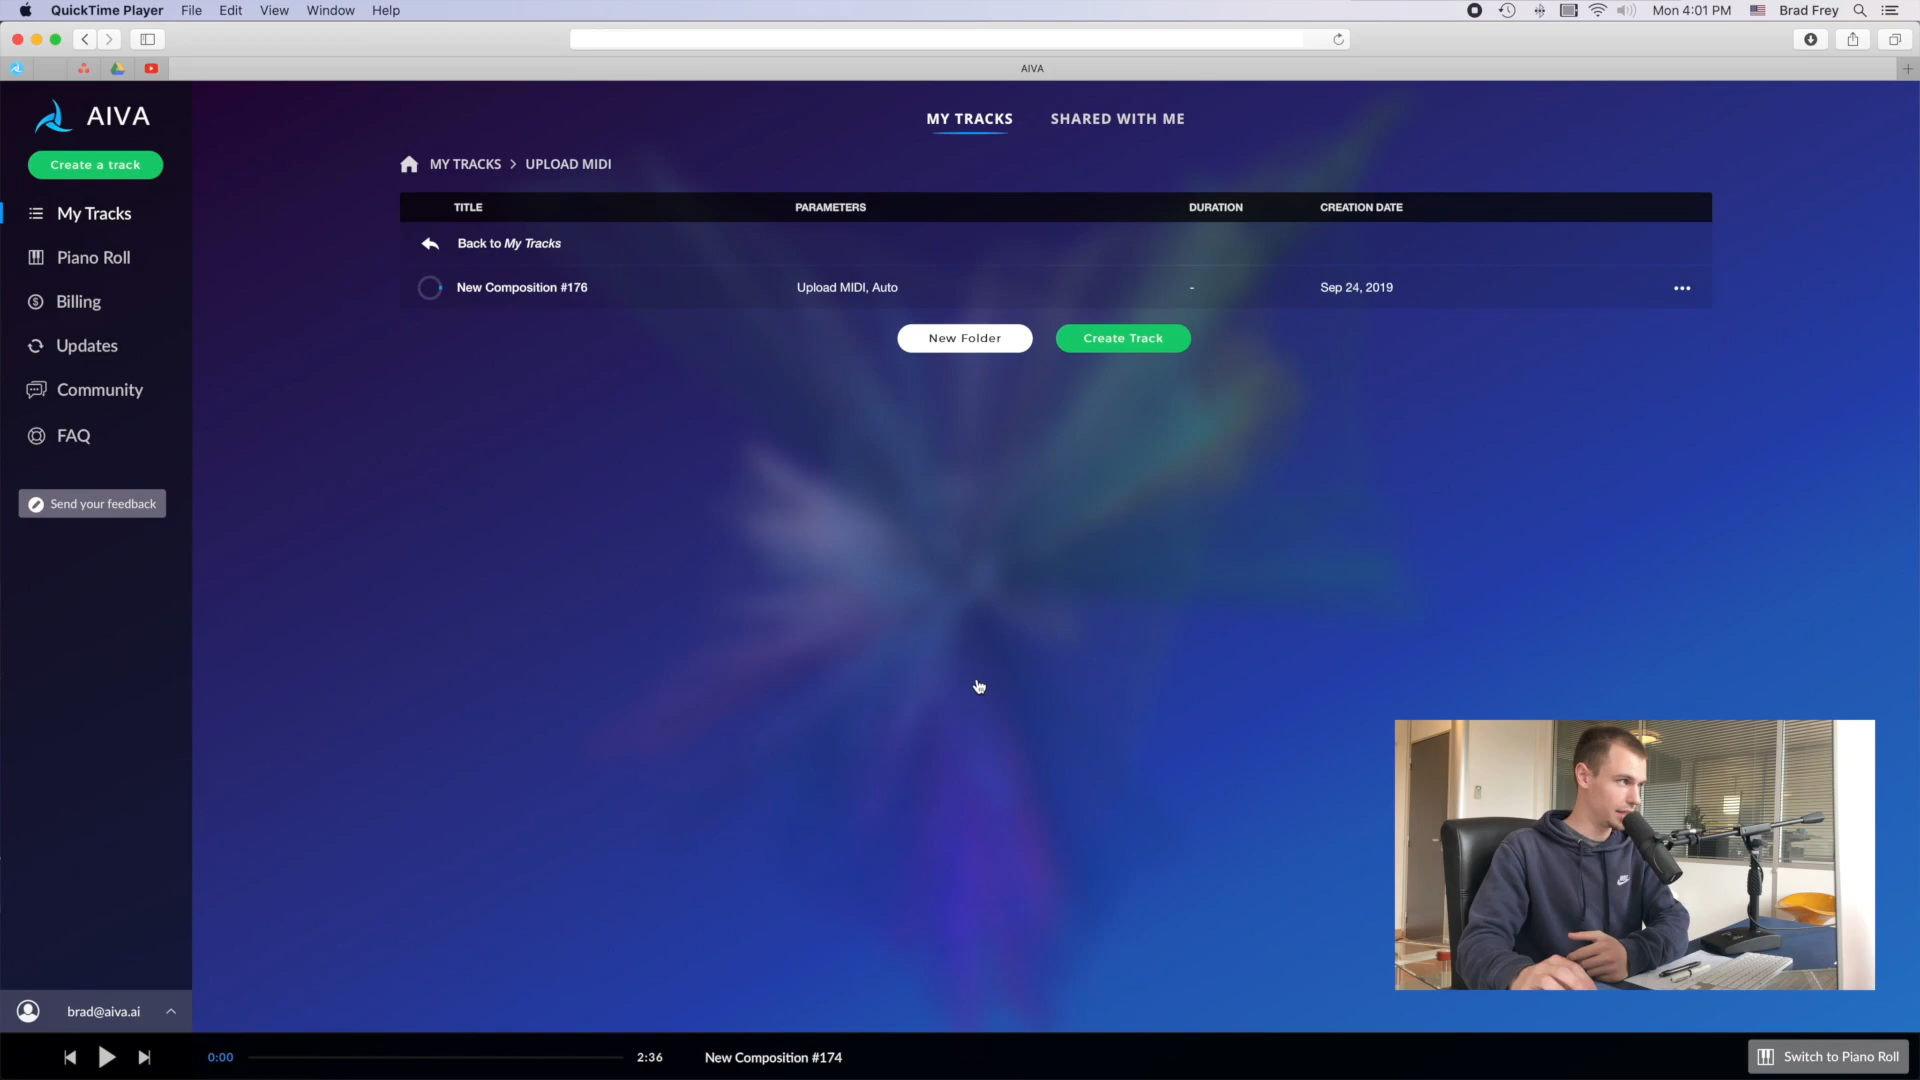 QuickTime Player File Edit View Window Help Mon 4:01 PM Brad Frey
AIVA
AIVA
Create a track
My Tracks
Piano Roll
Billing
Updates
Community
FAQ
Send your feedback
MY TRACKS SHARED WITH ME
MY TRACKS > UPLOAD MIDI
TITLE PARAMETERS DURATION CREATION DATE
Back to My Tracks
New Composition #176 Upload MIDI, Auto - Sep 24, 2019
New Folder Create Track
brad@aiva.ai
0:00 2:36 New Composition #174 Switch to Piano Roll